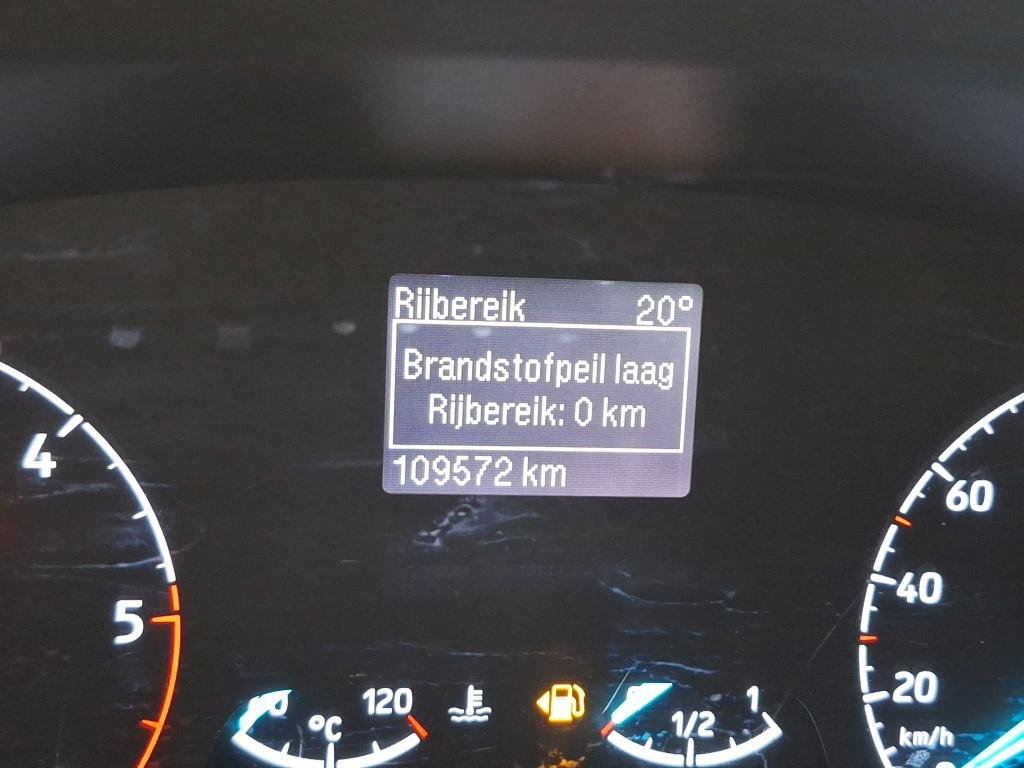 Rijbereik 20°
Brandstofpeil laag
Rijbereik: 0 km
109572 km
4
5
60
40
20
km/h
120
°C
1/2
1